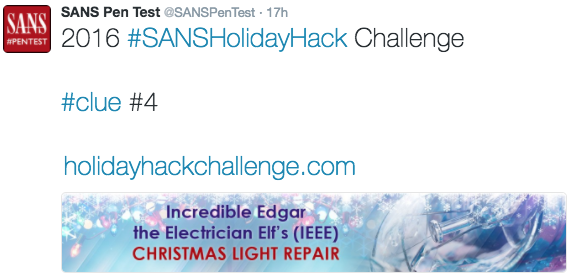 SANS
#PENTEST
SANS Pen Test @SANSPenTest · 17h
2016 #SANSHolidayHack Challenge
#clue #4
holidayhackchallenge.com
Incredible Edgar
the Electrician Elf's (IEEE)
CHRISTMAS LIGHT REPAIR